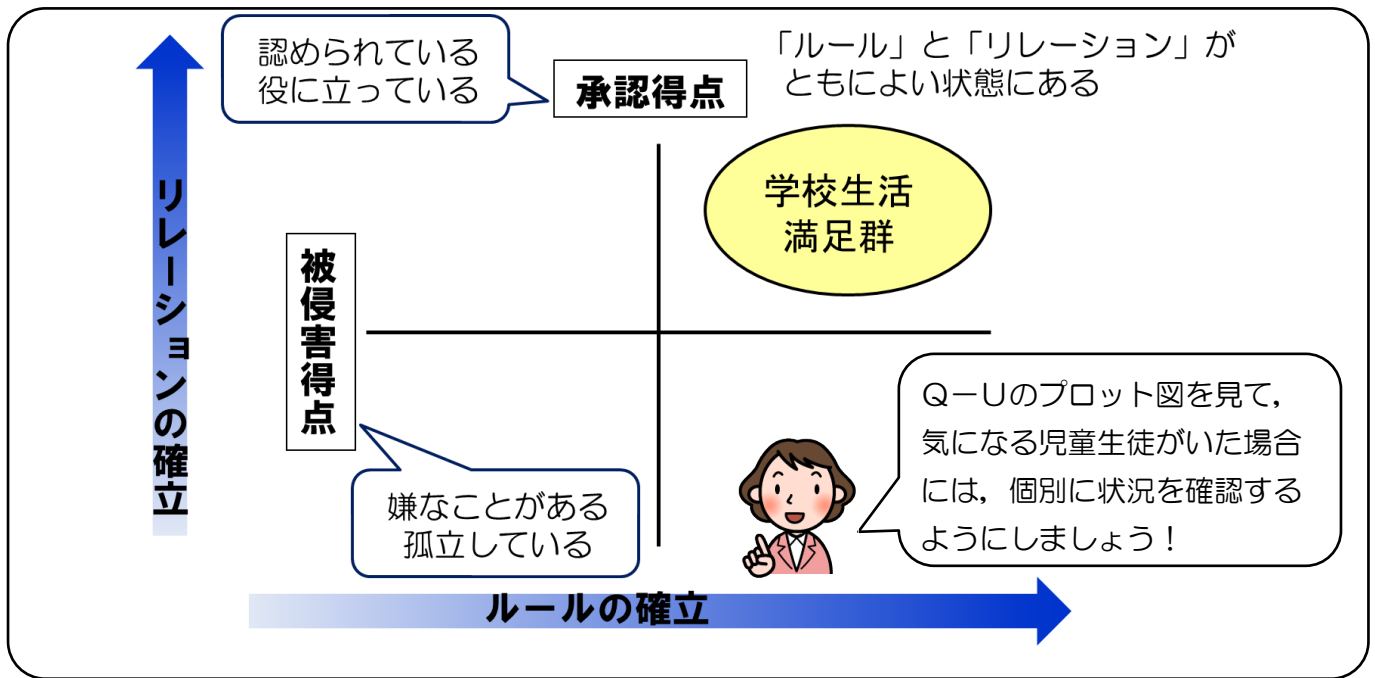 認められている
役に立っている
承認得点
「ルール」と「リレーション」が
ともによい状態にある
学校生活
満足群
リレーションの確立
被侵害得点
嫌なことがある
孤立している
Q－Uのプロット図を見て，
気になる児童生徒がいた場合
には，個別に状況を確認する
ようにしましょう！
ルールの確立